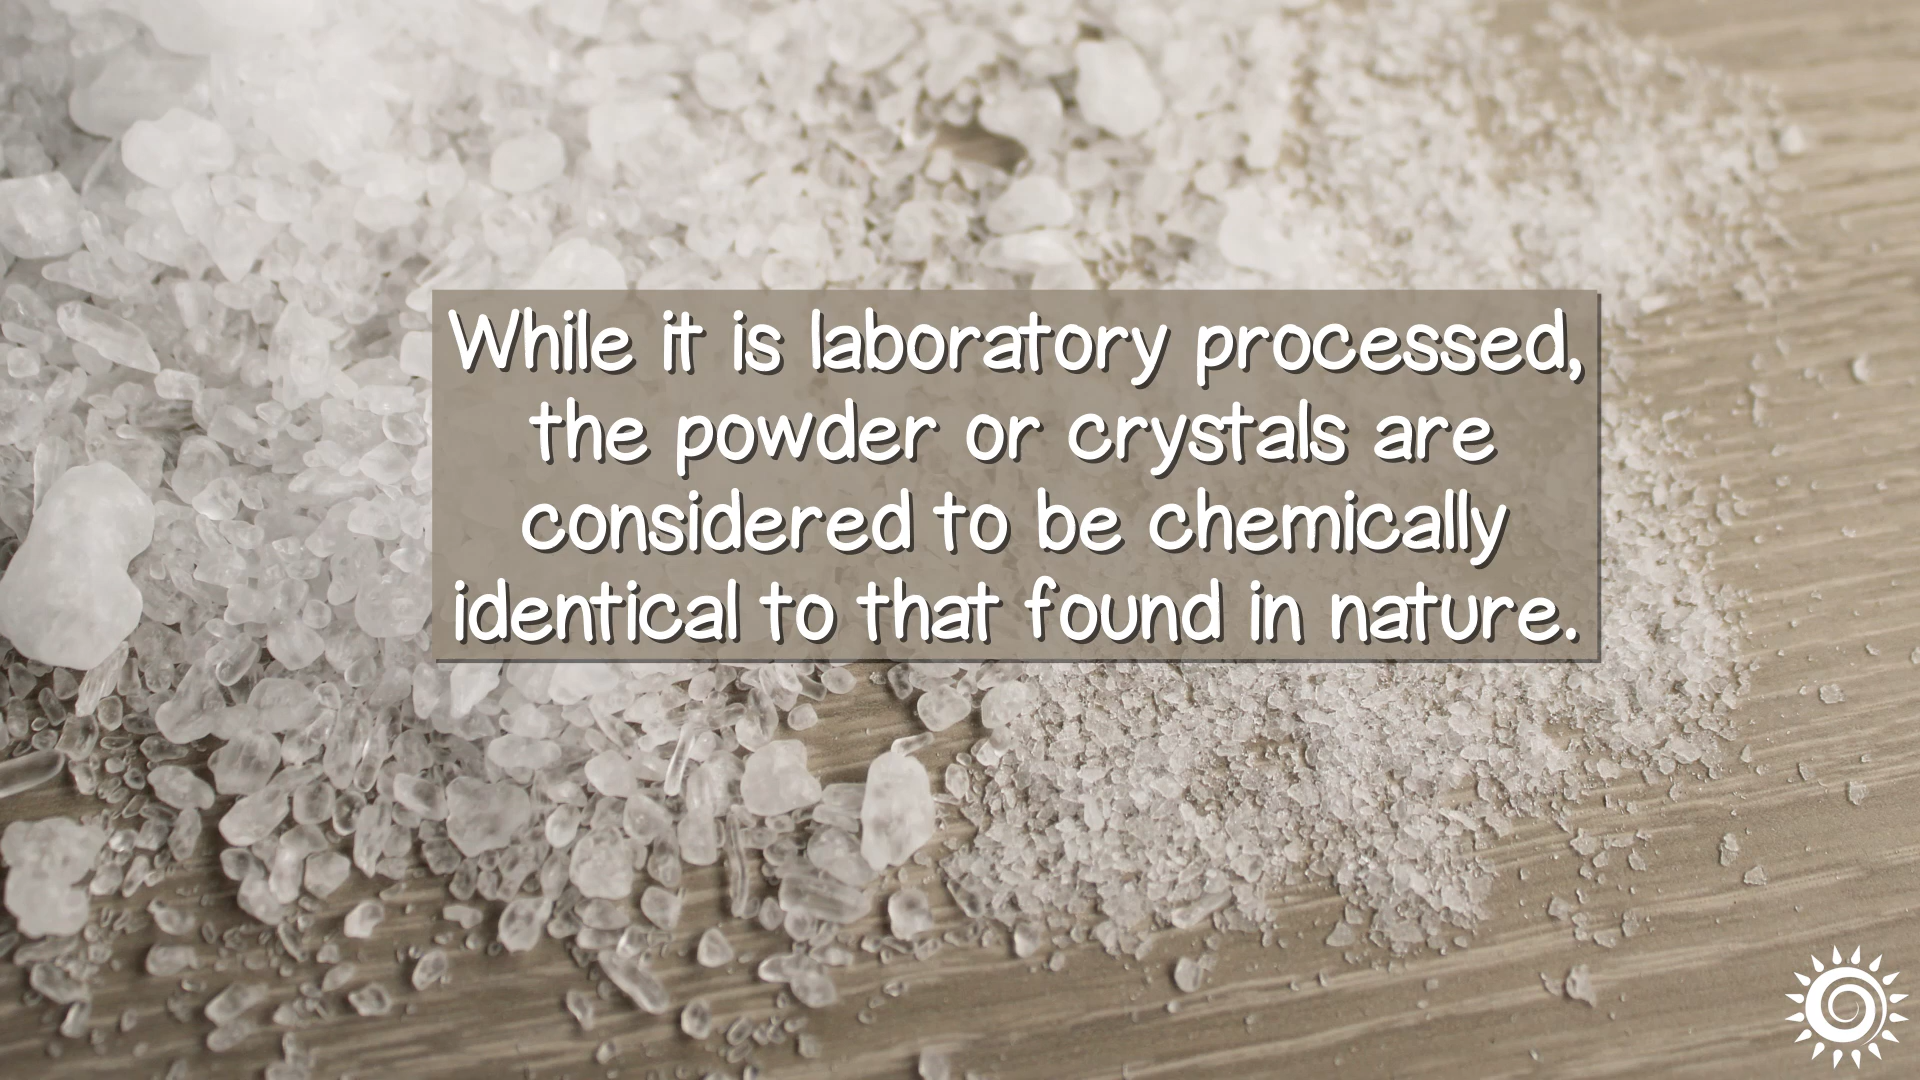 While it is laboratory processed,
the powder or crystals are
considered to be chemically
identical to that found in nature.